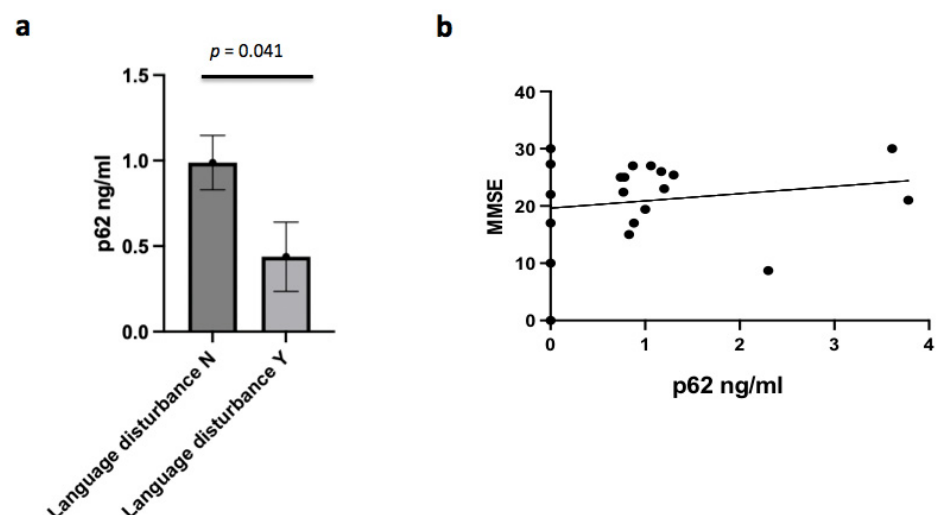 a
p = 0.041
1.5
1.0
0.5
0.0
p62 ng/ml
Language disturbance N
Language disturbance Y
b
40
30
20
10
0
MMSE
0 1 2 3 4
p62 ng/ml